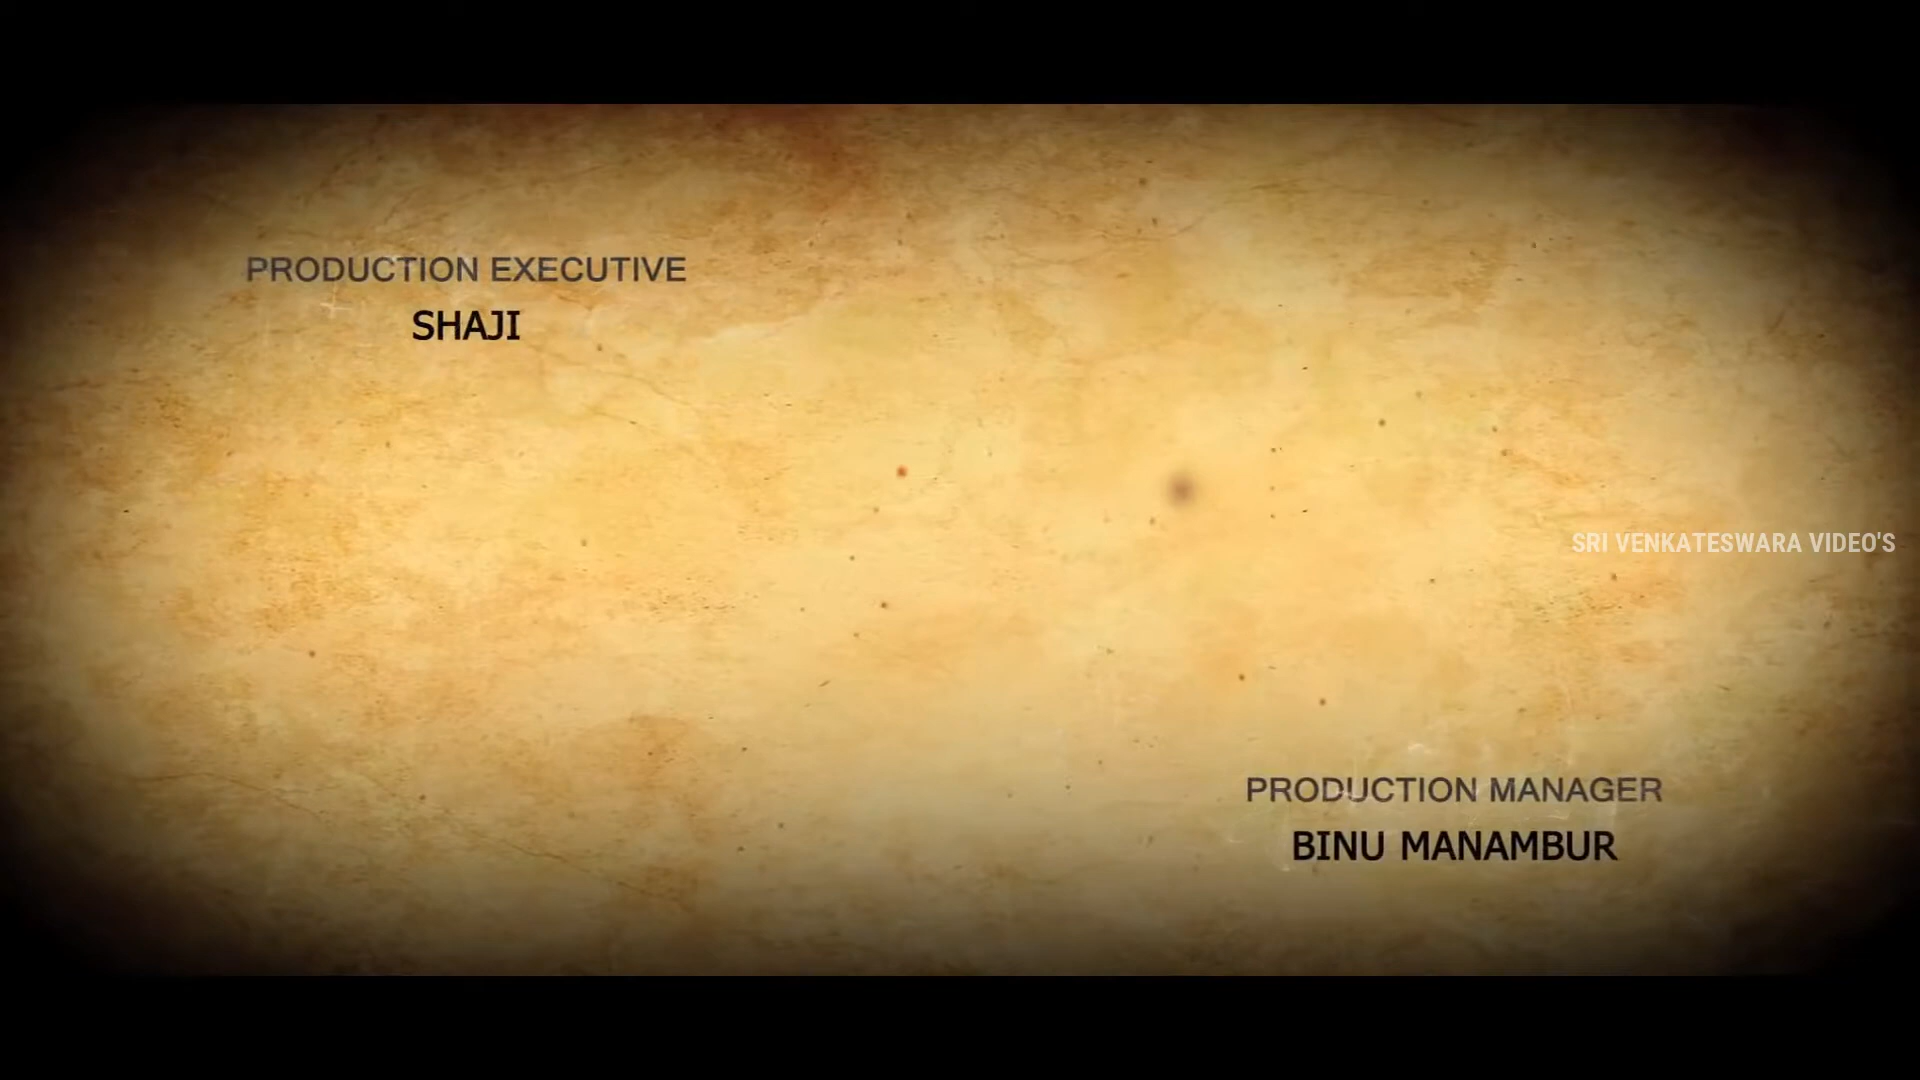 PRODUCTION EXECUTIVE
SHAJI
SRI VENKATESWARA VIDEO'S
PRODUCTION MANAGER
BINU MANAMBUR